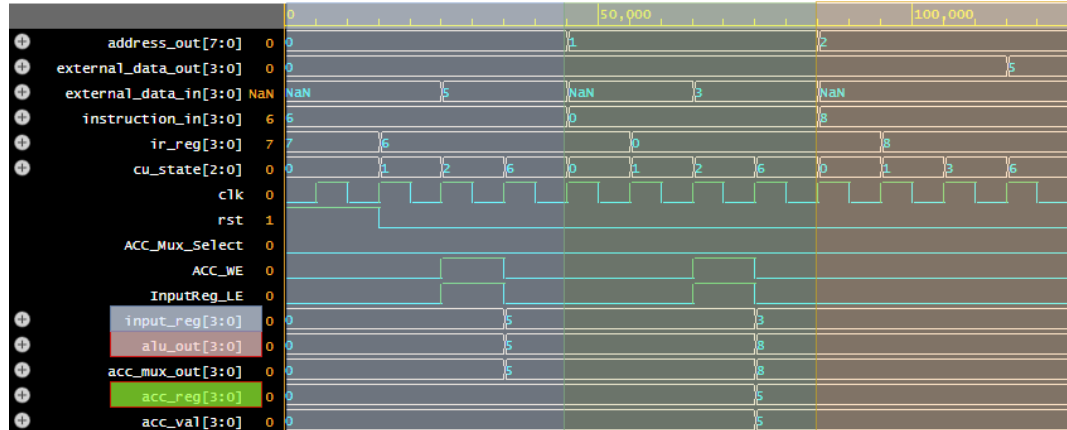 0 50,000 100,000
address_out[7:0] 0 0 1 2
external_data_out[3:0] 0 0 5
external_data_in[3:0] NaN NaN 5 NaN 3 NaN
instruction_in[3:0] 6 6 0 8
ir_reg[3:0] 7 7 6 0 8
cu_state[2:0] 0 0 1 2 6 0 1 2 6 0 1 3 6
clk 0
rst 1
ACC_Mux_Select 0
ACC_WE 0
InputReg_LE 0
input_reg[3:0] 0 0 5 3
alu_out[3:0] 0 0 5 8
acc_mux_out[3:0] 0 0 5 8
acc_reg[3:0] 0 0 5
acc_val[3:0] 0 0 5